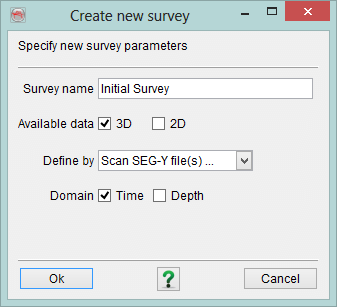 Create new survey
Specify new survey parameters
Survey name Initial Survey
Available data 3D 2D
Define by Scan SEG-Y file(s) ...
Domain Time Depth
Ok ? Cancel